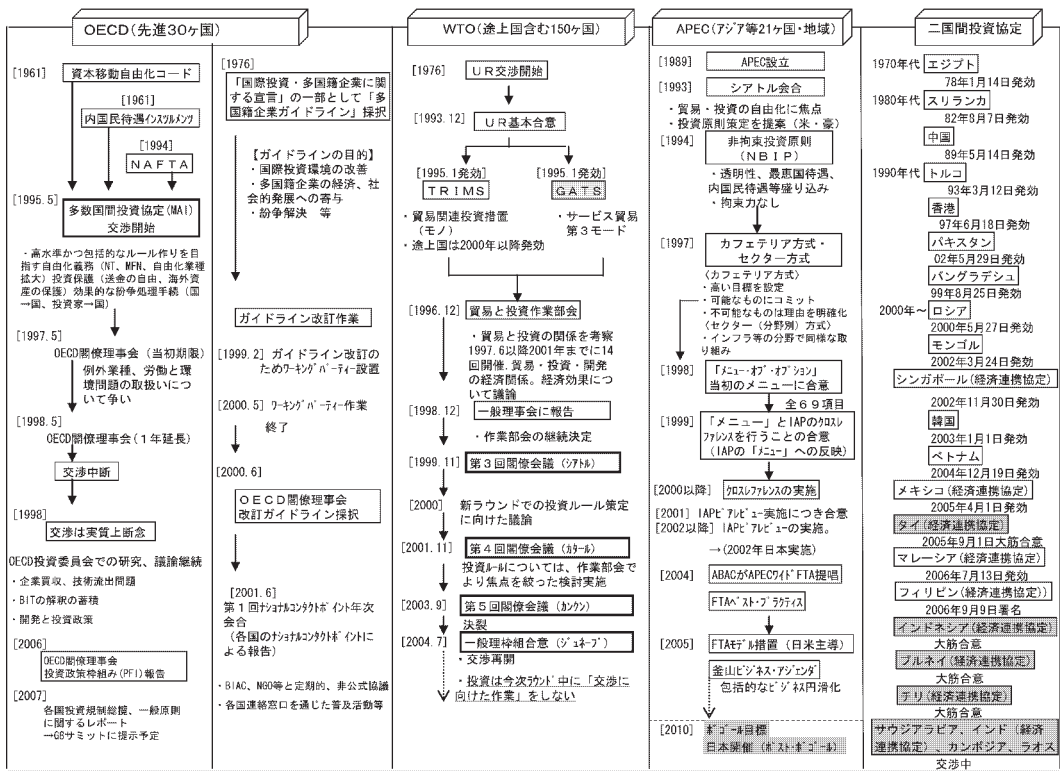 OECD(先進30ヶ国)
[1961]
資本移動自由化コード
[1961]
内国民待遇インスツルメンツ
[1994]
NAFTA
[1995.5]
多数国間投資協定(MAI)
交渉開始
・高水準かつ包括的なルール作りを
目指す自由化義務(NT、MFN、自由化業種
拡大)投資保護(送金の自由、海外資
産の保護)効果的な紛争処理手続(国
→国、投資家→国)
[1997.5]
OECD閣僚理事会(当初期限)
例外業種、労働と環
境問題の取扱いにつ
いて争い
[1998.5]
OECD閣僚理事会(1年延長)
交渉中断
[1998]
交渉は実質上断念
OECD投資委員会での研究、議論継続
・企業買収、技術流出問題
・BITの解釈の蓄積
・開発と投資政策
[2006]
OECD閣僚理事会
投資政策枠組み(PFI)報告
[2007]
各国投資規制総攬、一般原則
に関するレポート
→G8サミットに提示予定
[1976]
「国際投資・多国籍企業に関
する宣言」の一部として「多
国籍企業ガイドライン」採択
【ガイドラインの目的】
・国際投資環境の改善
・多国籍企業の経済、社
会的発展への寄与
・紛争解決 等
ガイドライン改訂作業
[1999.2] ガイドライン改訂の
ためワーキングパーティー設置
[2000.5] ワーキングパーティー作業
終了
[2000.6]
OECD閣僚理事会
改訂ガイドライン採択
[2001.6]
第1回ナショナルコンタクトポイント年次
会合
(各国のナショナルコンタクトポイントに
よる報告)
・BIAC、NGO等と定期的、非公式協議
・各国連絡窓口を通じた普及活動等
WTO(途上国含む150ヶ国)
[1976]
UR交渉開始
[1993.12]
UR基本合意
[1995.1発効]
TRIMS
[1995.1発効]
GATS
・貿易関連投資措置
(モノ)
・途上国は2000年以降発効
・サービス貿易
第3モード
[1996.12]
貿易と投資作業部会
・貿易と投資の関係を考察
1997.6以降2001年までに14
回開催.貿易・投資・開発
の経済関係。経済効果につ
いて議論
[1998.12]
一般理事会に報告
・作業部会の継続決定
[1999.11]
第3回閣僚会議(シアトル)
[2000]
新ラウンドでの投資ルール策定
に向けた議論
[2001.11]
第4回閣僚会議(カタール)
投資ルールについては、作業部会で
より焦点を絞った検討実施
[2003.9]
第5回閣僚会議(カンクン)
決裂
[2004.7]
一般理枠組合意(ジュネーブ)
・交渉再開
・投資は今次ラウンド中に「交渉に
向けた作業」をしない
APEC(アジア等21ヶ国・地域)
[1989]
APEC設立
[1993]
シアトル会合
・貿易・投資の自由化に焦点
・投資原則策定を提案(米・豪)
[1994]
非拘束投資原則
(NBIP)
・透明性、最恵国待遇、
内国民待遇等盛り込み
・拘束力なし
[1997]
カフェテリア方式・
セクター方式
〈カフェテリア方式〉
・高い目標を設定
・可能なものにコミット
・不可能なものは理由を明確化
〈セクター(分野別)方式〉
・インフラ等の分野で同様な取
り組み
[1998]
「メニュー・オブ・オプション」
当初のメニューに合意
全69項目
[1999]
「メニュー」とIAPのクロスレ
ファレンスを行うことの合意
(IAPの「メニュー」への反映)
[2000以降]
クロスレファレンスの実施
[2001] IAPピアレビュー実施につき合意
[2002以降] IAPピアレビューの実施。
→(2002年日本実施)
[2004]
ABACがAPECワイドFTA提唱
FTAベスト・プラクティス
[2005]
FTAモデル措置(日米主導)
釜山ビジネス・アジェンダ
包括的なビジネス円滑化
[2010]
ボゴール目標
日本開催(ポスト・ボゴール)
二国間投資協定
1970年代 エジプト
78年1月14日発効
1980年代 スリランカ
82年8月7日発効
中国
89年5月14日発効
1990年代 トルコ
93年3月12日発効
香港
97年6月18日発効
パキスタン
02年5月29日発効
バングラデシュ
99年8月25日発効
2000年~ ロシア
2000年5月27日発効
モンゴル
2002年3月24日発効
シンガポール(経済連携協定)
2002年11月30日発効
韓国
2003年1月1日発効
ベトナム
2004年12月19日発効
メキシコ(経済連携協定)
2005年4月1日発効
タイ(経済連携協定)
2005年9月1日大筋合意
マレーシア(経済連携協定)
2006年7月13日発効
フィリピン(経済連携協定))
2006年9月9日署名
インドネシア(経済連携協定)
大筋合意
ブルネイ(経済連携協定)
大筋合意
チリ(経済連携協定)
大筋合意
サウジアラビア、インド(経済
連携協定)、カンボジア、ラオス
交渉中